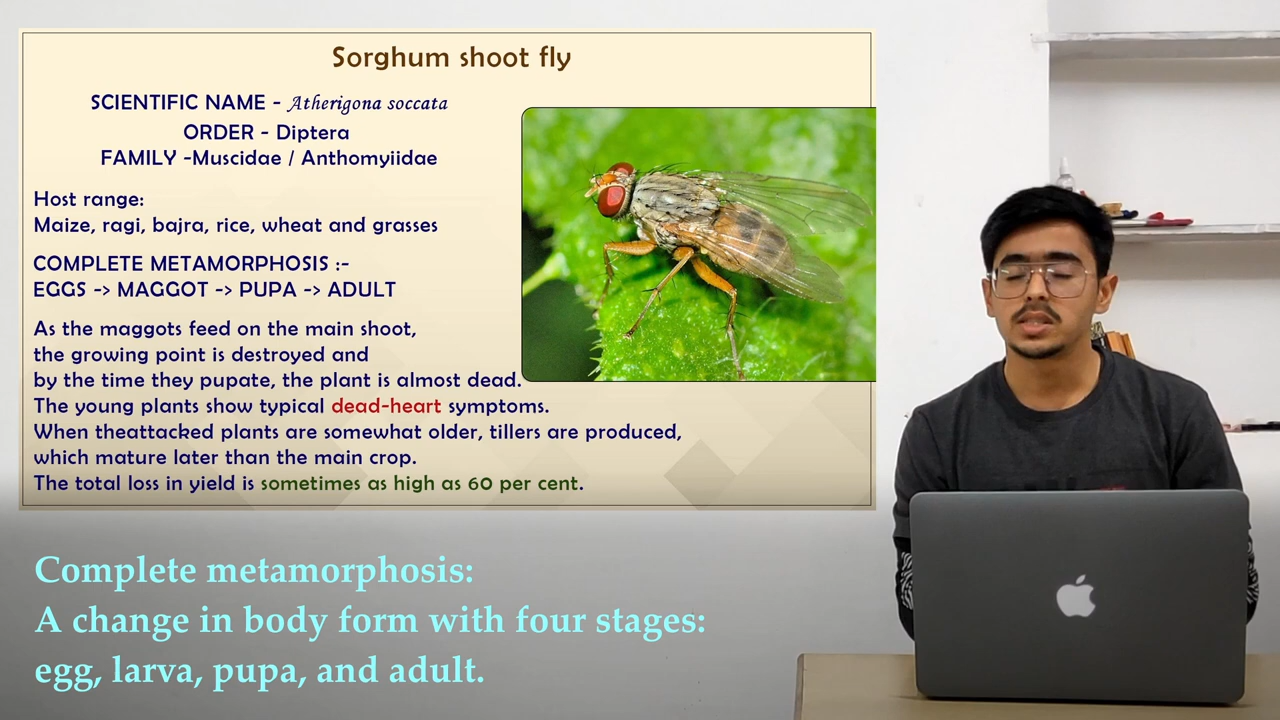 Sorghum shoot fly
SCIENTIFIC NAME - Atherigona soccata
ORDER - Diptera
FAMILY -Muscidae / Anthomyiidae
Host range:
Maize, ragi, bajra, rice, wheat and grasses
COMPLETE METAMORPHOSIS :-
EGGS -> MAGGOT -> PUPA -> ADULT
As the maggots feed on the main shoot,
the growing point is destroyed and
by the time they pupate, the plant is almost dead.
The young plants show typical dead-heart symptoms.
When theattacked plants are somewhat older, tillers are produced,
which mature later than the main crop.
The total loss in yield is sometimes as high as 60 per cent.
Complete metamorphosis:
A change in body form with four stages:
egg, larva, pupa, and adult.